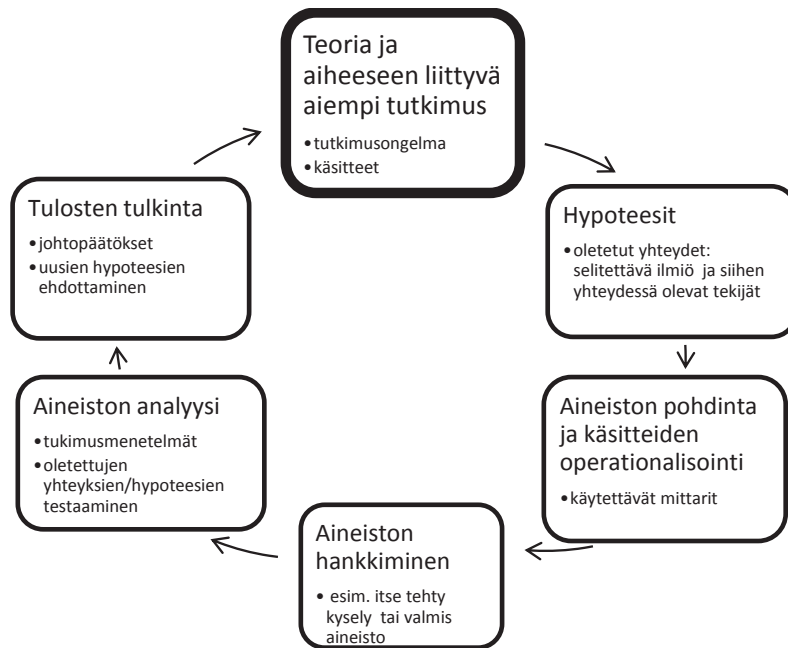 Teoria ja
aiheeseen liittyvä
aiempi tutkimus
•tutkimusongelma
•käsitteet
Hypoteesit
•oletetut yhteydet:
selitettävä ilmiö ja siihen
yhteydessä olevat tekijät
Aineiston pohdinta
ja käsitteiden
operationalisointi
•käytettävät mittarit
Aineiston
hankkiminen
• esim. itse tehty
kysely tai valmis
aineisto
Aineiston analyysi
•tukimusmenetelmät
•oletettujen
yhteyksien/hypoteesien
testaaminen
Tulosten tulkinta
•johtopäätökset
•uusien hypoteesien
ehdottaminen